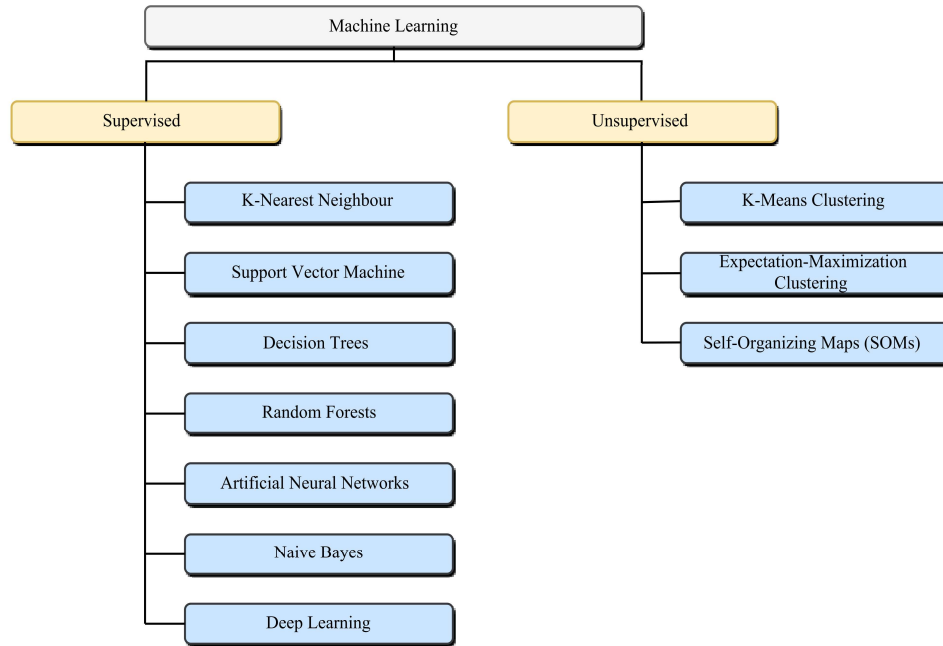 Machine Learning
Supervised
Unsupervised
K-Nearest Neighbour
Support Vector Machine
Decision Trees
Random Forests
Artificial Neural Networks
Naive Bayes
Deep Learning
K-Means Clustering
Expectation-Maximization
Clustering
Self-Organizing Maps (SOMs)